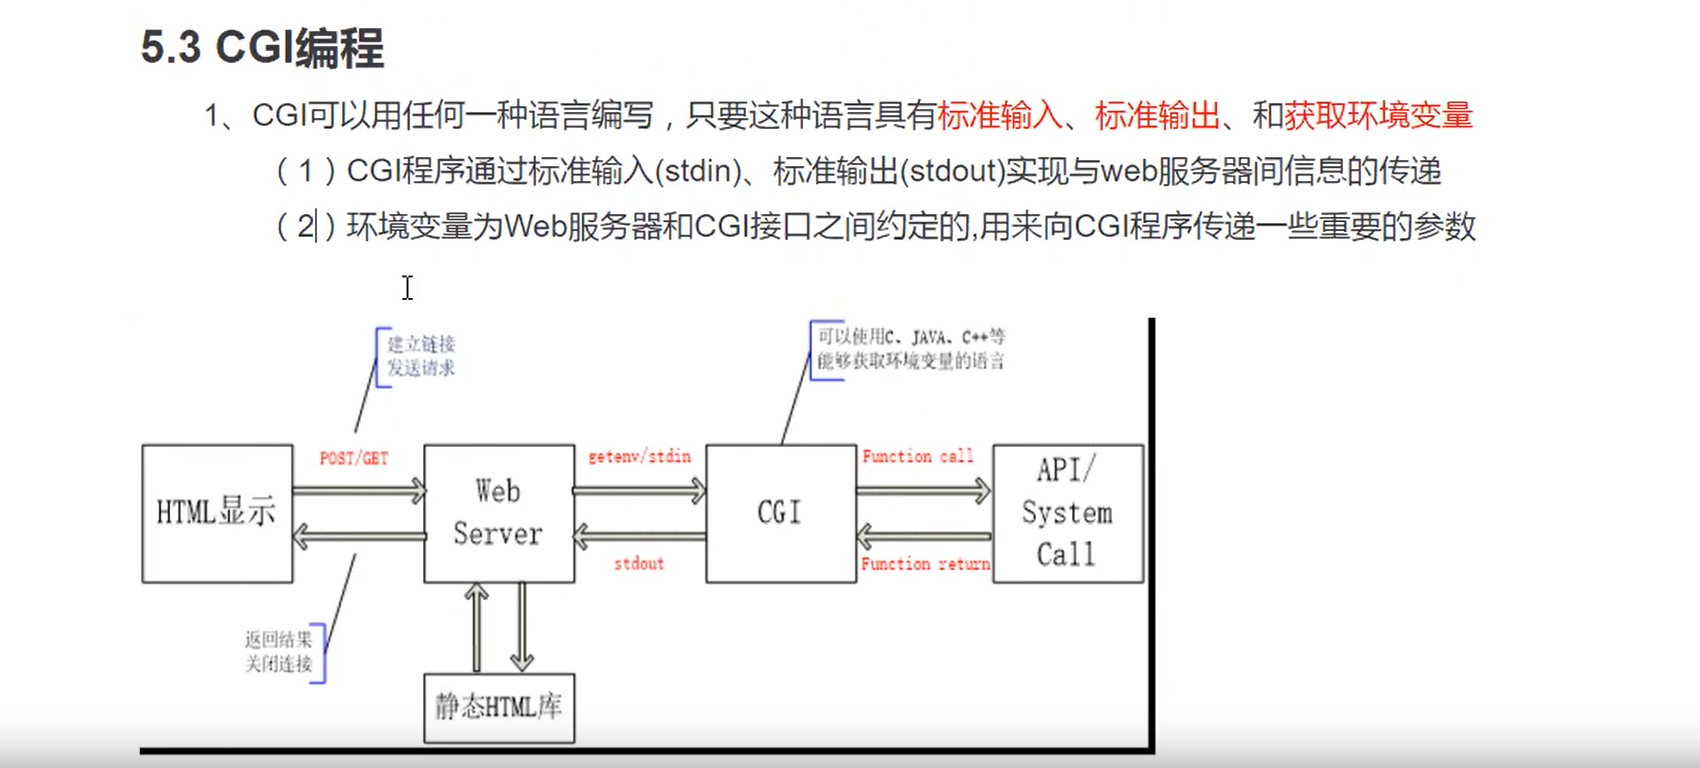 5.3 CGI编程
1、CGI可以用任何一种语言编写，只要这种语言具有标准输入、标准输出、和获取环境变量
（1）CGI程序通过标准输入(stdin)、标准输出(stdout)实现与web服务器间信息的传递
（2）环境变量为Web服务器和CGI接口之间约定的,用来向CGI程序传递一些重要的参数
建立链接
发送请求
可以使用C、JAVA、C++等
能够获取环境变量的语言
HTML显示
POST/GET
Web
Server
getenv/stdin
stdout
CGI
Function call
Function return
API/
System
Call
返回结果
关闭连接
静态HTML库